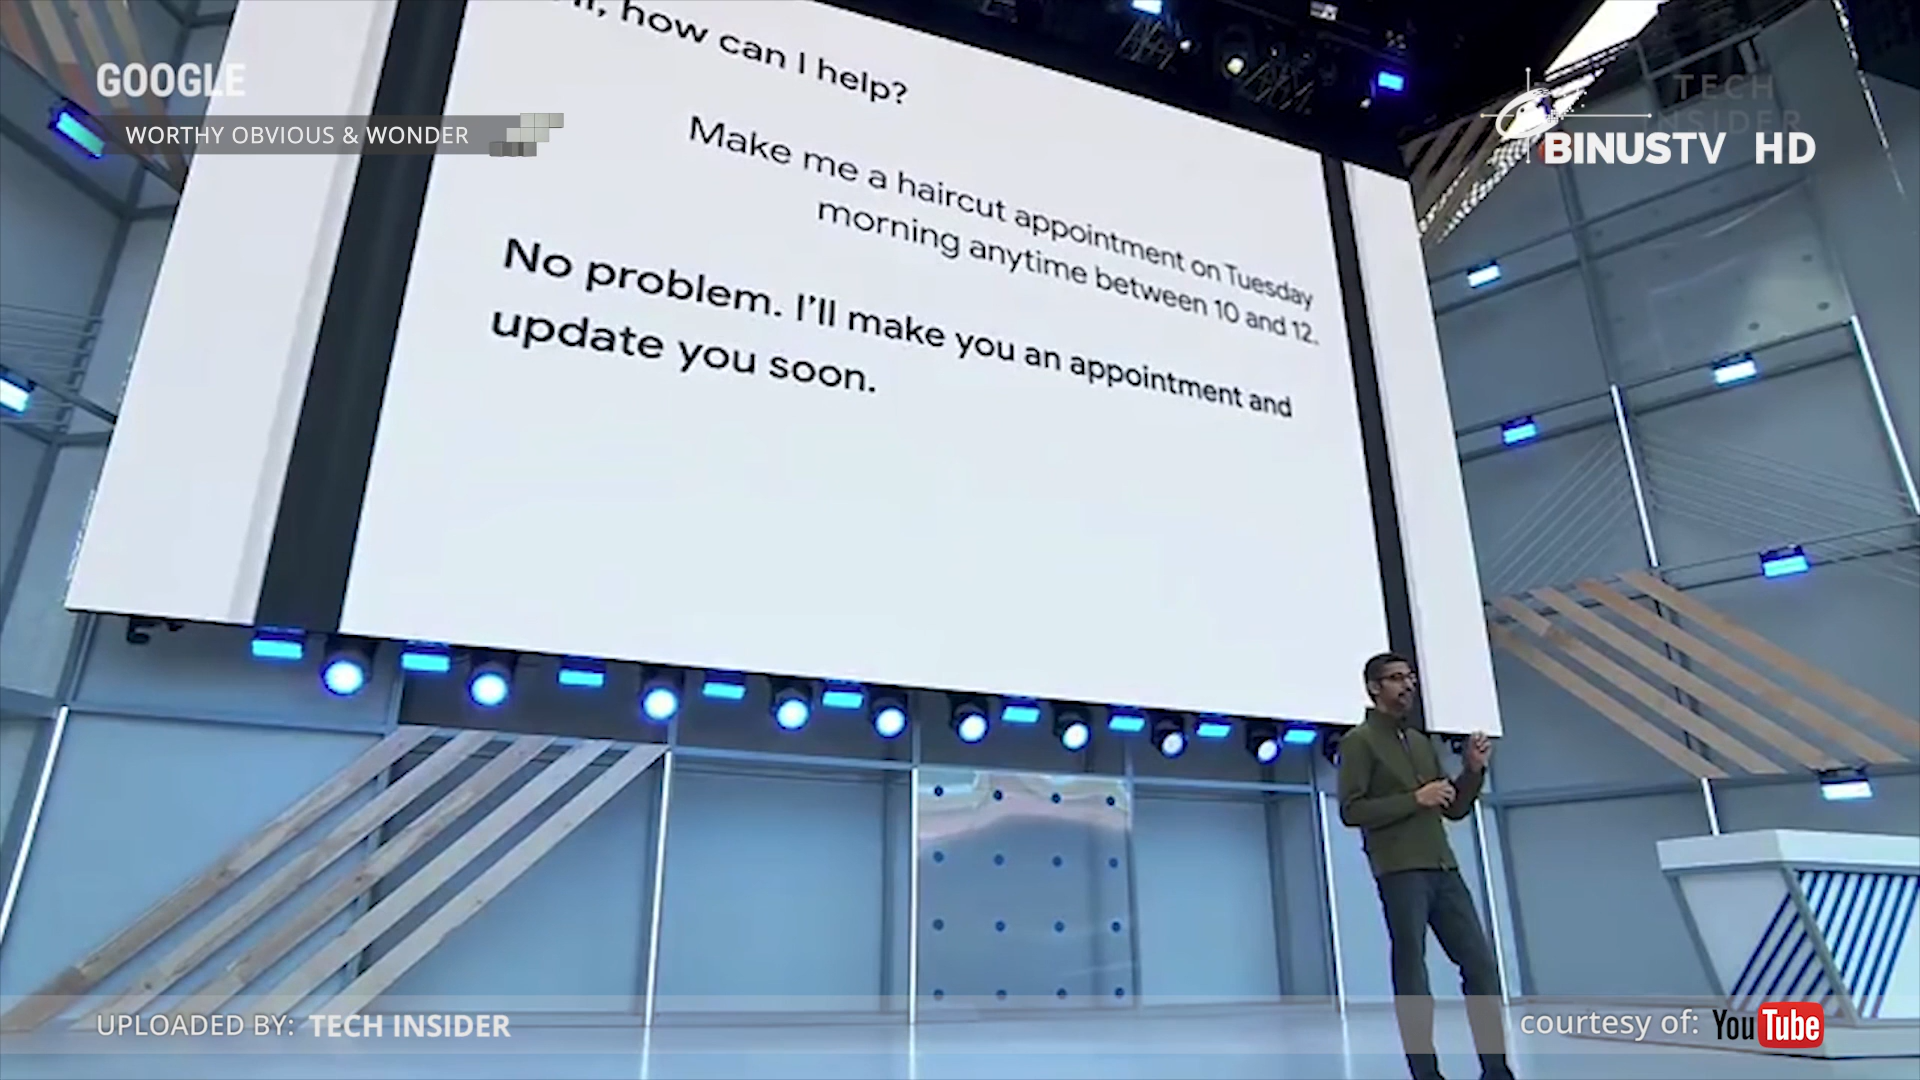 GOOGLE
WORTHY OBVIOUS & WONDER
TECH
INSIDER
BINUSTV HD
how can I help?
Make me a haircut appointment on Tuesday
morning anytime between 10 and 12.
No problem. I'll make you an appointment and
update you soon.
UPLOADED BY: TECH INSIDER
courtesy of: YouTube